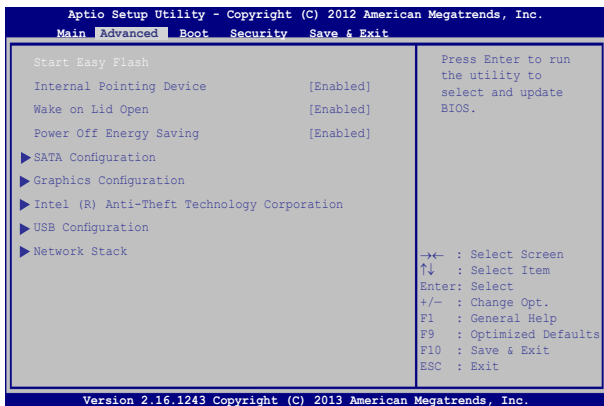 Aptio Setup Utility - Copyright (C) 2012 American Megatrends, Inc.
Main Advanced Boot Security Save & Exit
Start Easy Flash
Internal Pointing Device [Enabled]
Wake on Lid Open [Enabled]
Power Off Energy Saving [Enabled]
SATA Configuration
Graphics Configuration
Intel (R) Anti-Theft Technology Corporation
USB Configuration
Network Stack
Press Enter to run
the utility to
select and update
BIOS.
→← : Select Screen
↑↓ : Select Item
Enter: Select
+/— : Change Opt.
F1 : General Help
F9 : Optimized Defaults
F10 : Save & Exit
ESC : Exit
Version 2.16.1243 Copyright (C) 2013 American Megatrends, Inc.